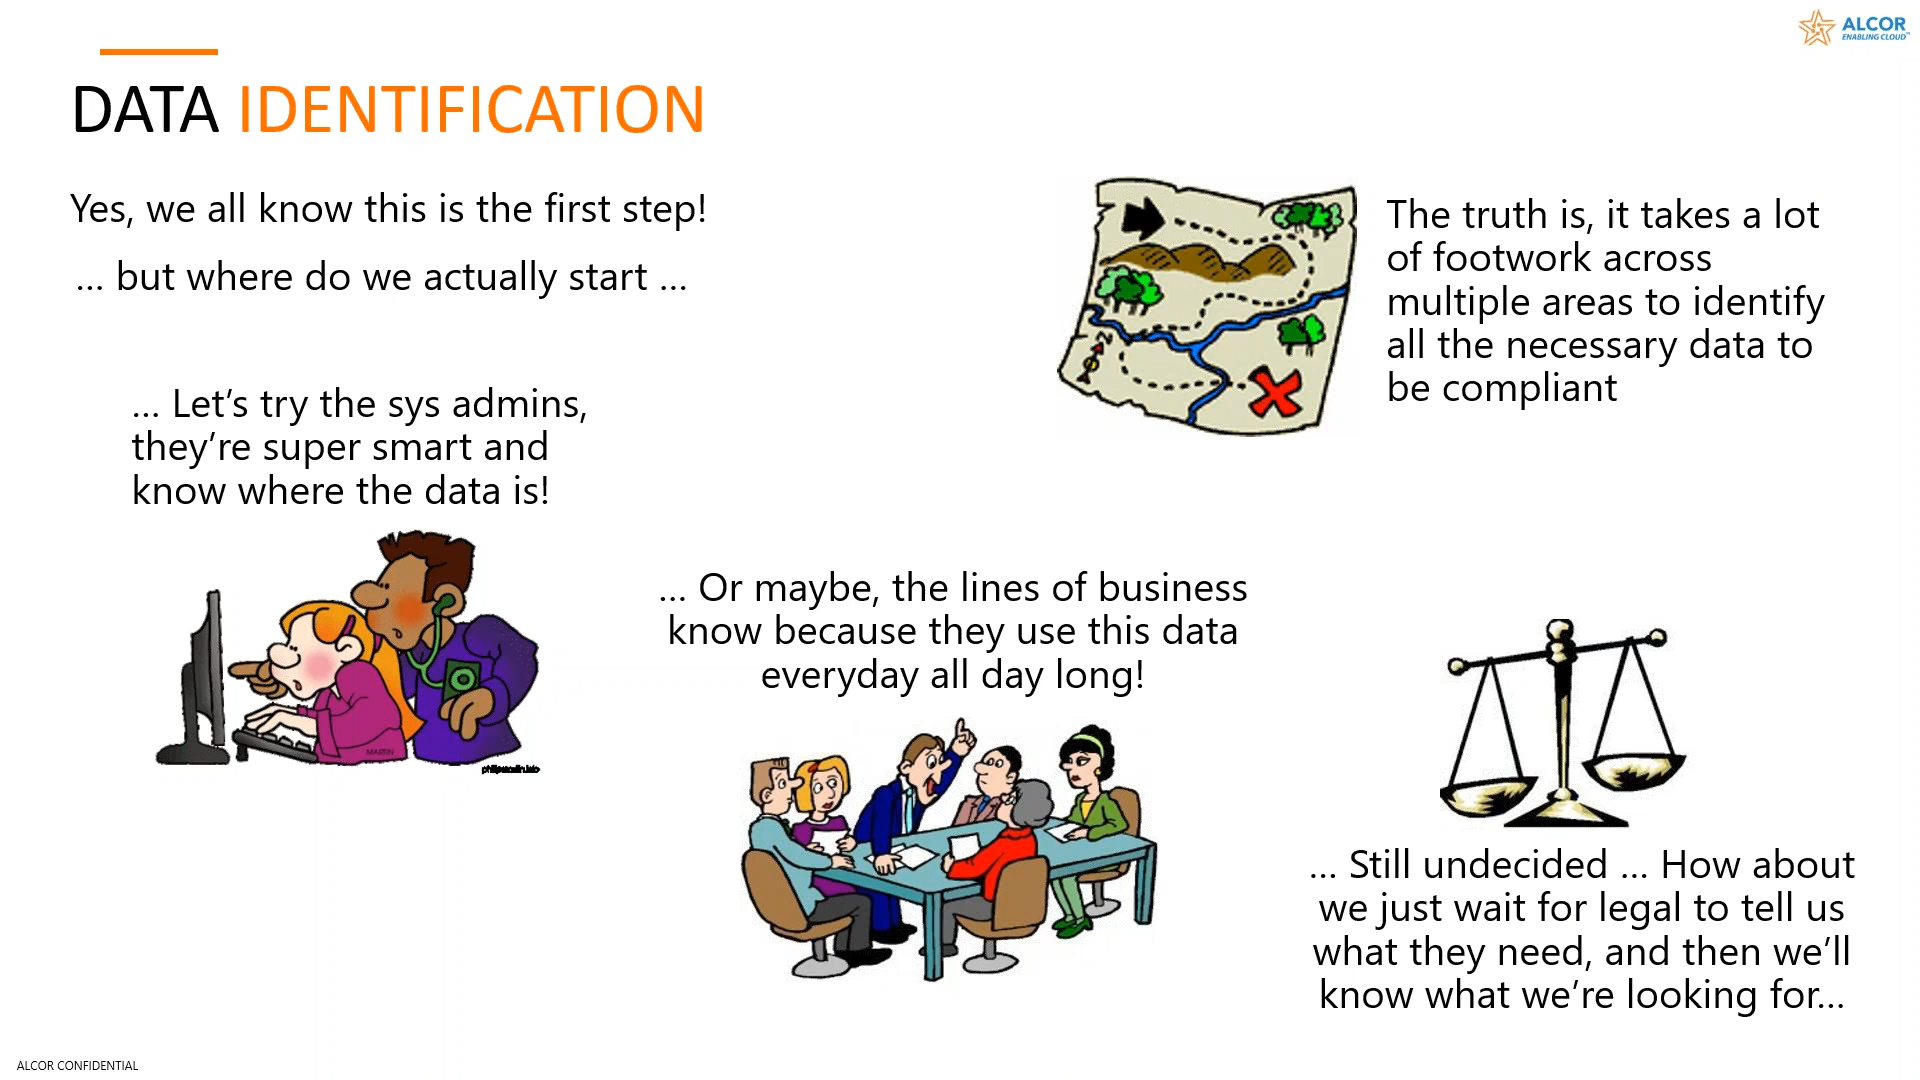 ALCOR
ENABLING CLOUD™
DATA IDENTIFICATION
Yes, we all know this is the first step!
... but where do we actually start ...
The truth is, it takes a lot
of footwork across
multiple areas to identify
all the necessary data to
be compliant
N
... Let’s try the sys admins,
they’re super smart and
know where the data is!
MARTIN
... Or maybe, the lines of business
know because they use this data
everyday all day long!
... Still undecided ... How about
we just wait for legal to tell us
what they need, and then we’ll
know what we’re looking for...
ALCOR CONFIDENTIAL